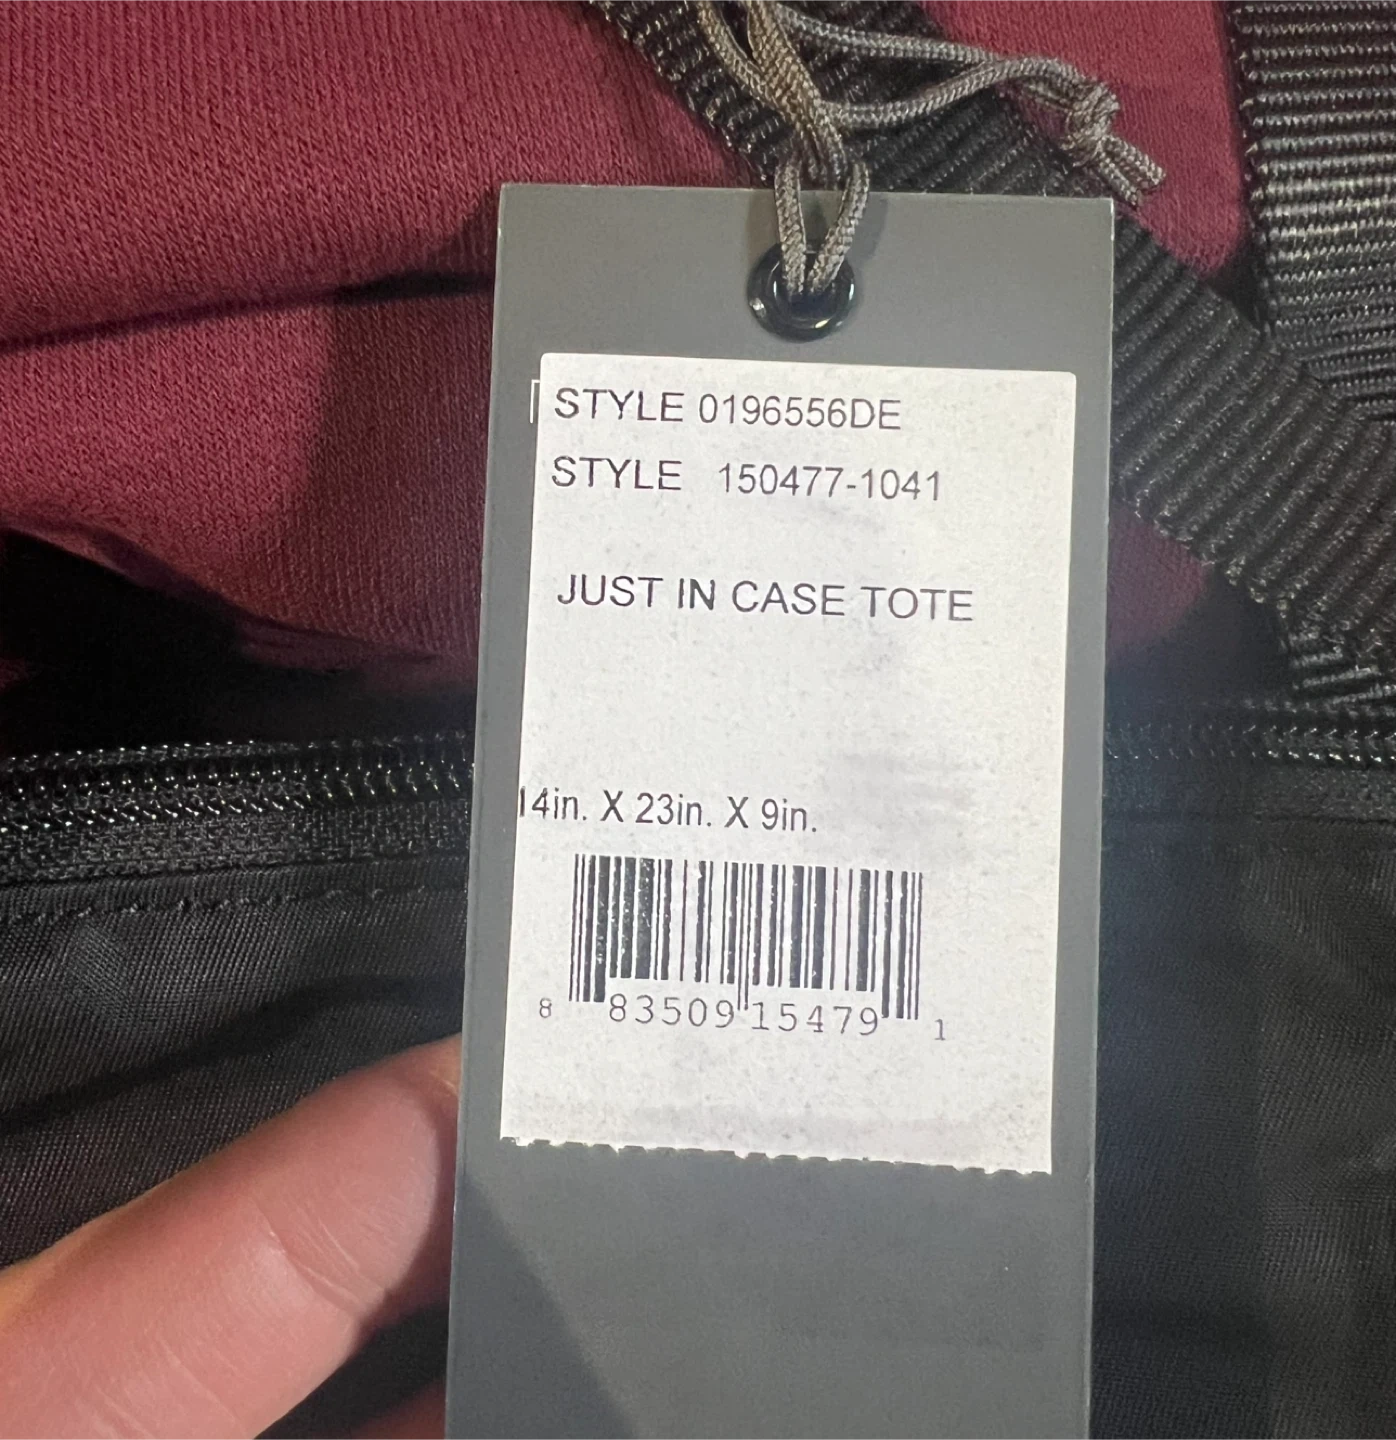 STYLE 0196556DE
STYLE 150477-1041
JUST IN CASE TOTE
14in. X 23in. X 9in.
8 83509 15479 1